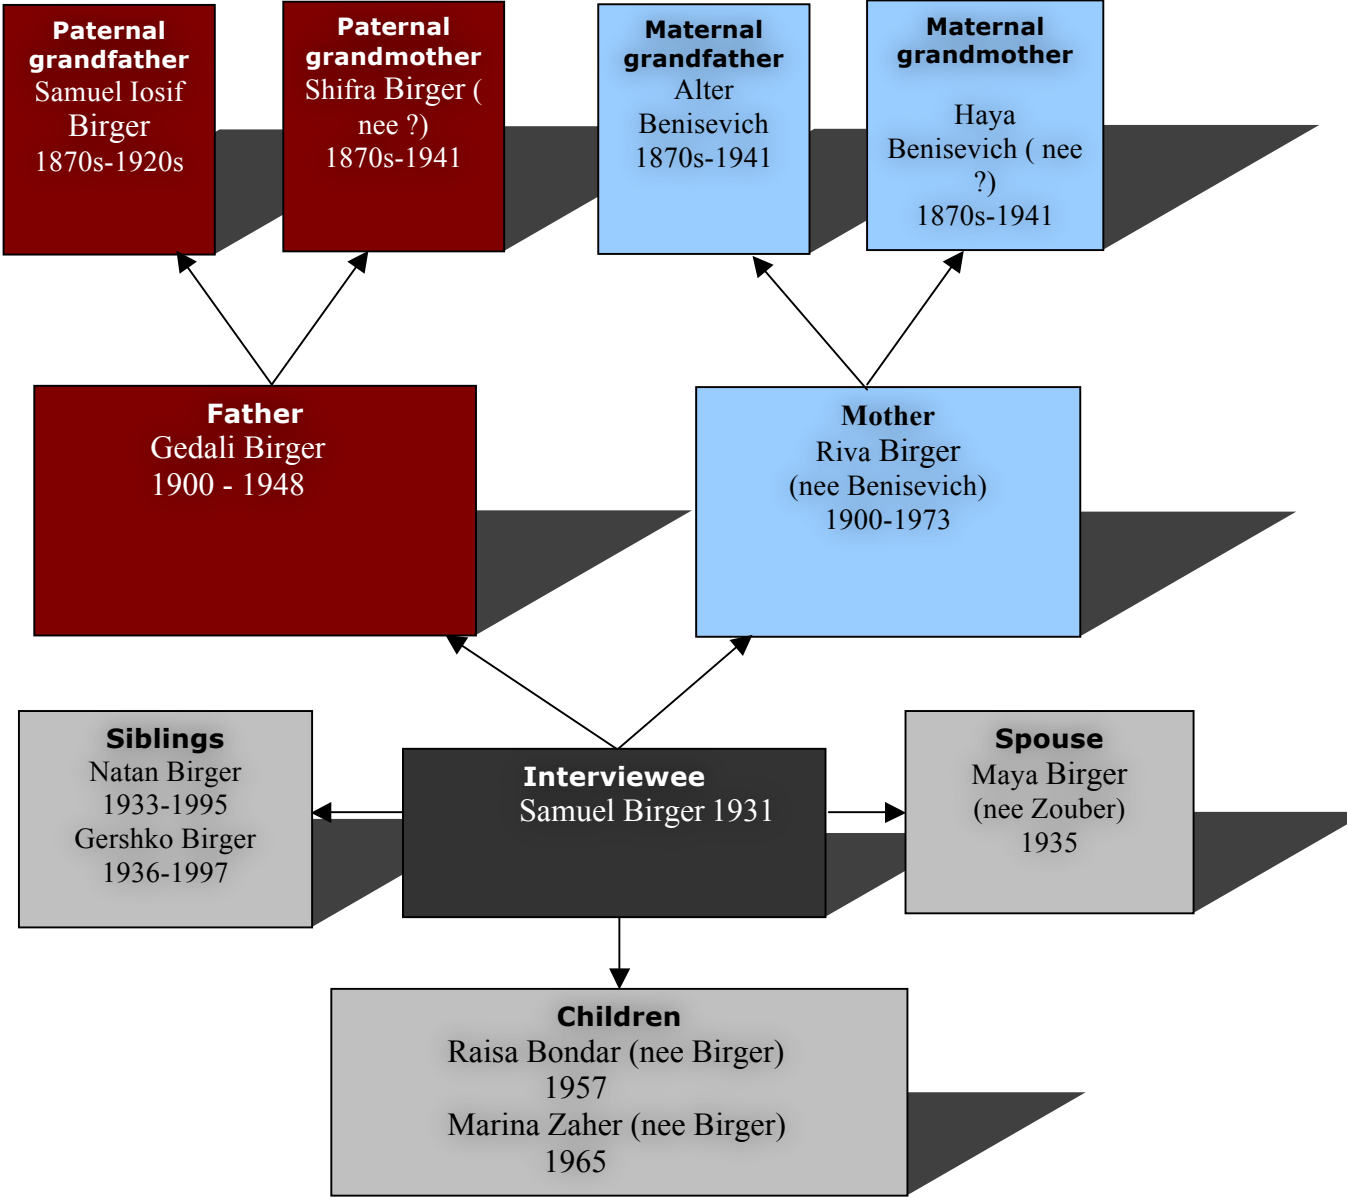 Paternal
grandfather
Samuel Iosif
Birger
1870s-1920s
Paternal
grandmother
Shifra Birger (
nee ?)
1870s-1941
Maternal
grandfather
Alter
Benisevich
1870s-1941
Maternal
grandmother
Haya
Benisevich ( nee
?)
1870s-1941
Father
Gedali Birger
1900 - 1948
Mother
Riva Birger
(nee Benisevich)
1900-1973
Siblings
Natan Birger
1933-1995
Gershko Birger
1936-1997
Interviewee
Samuel Birger 1931
Spouse
Maya Birger
(nee Zouber)
1935
Children
Raisa Bondar (nee Birger)
1957
Marina Zaher (nee Birger)
1965